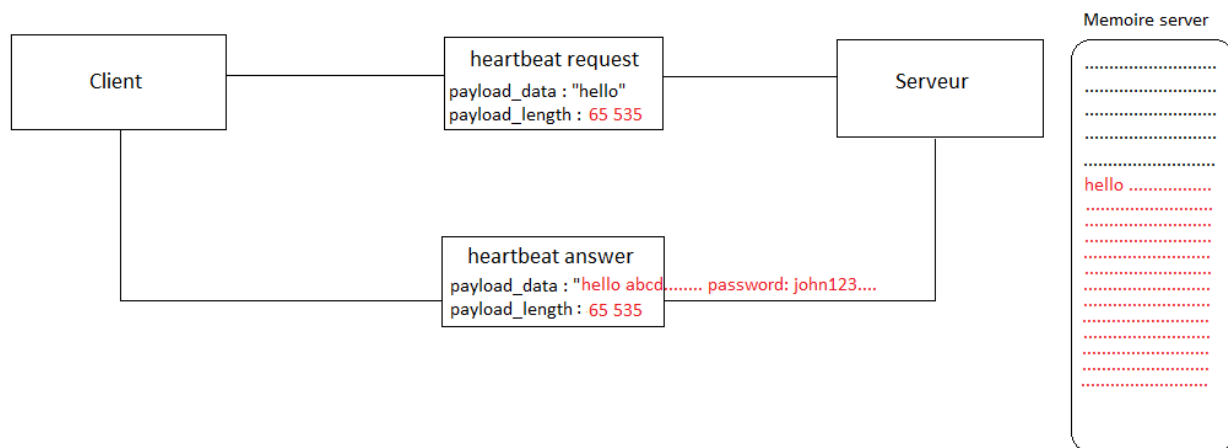 Client
heartbeat request
payload_data : "hello"
payload_length : 65 535
Serveur
heartbeat answer
payload_data : "hello abcd........ password: john123....
payload_length : 65 535
Memoire server
..........................
..........................
..........................
..........................
..........................
hello .................
.........................
.........................
.........................
.........................
.........................
.........................
.........................
.........................
.........................
.........................
.........................
.........................